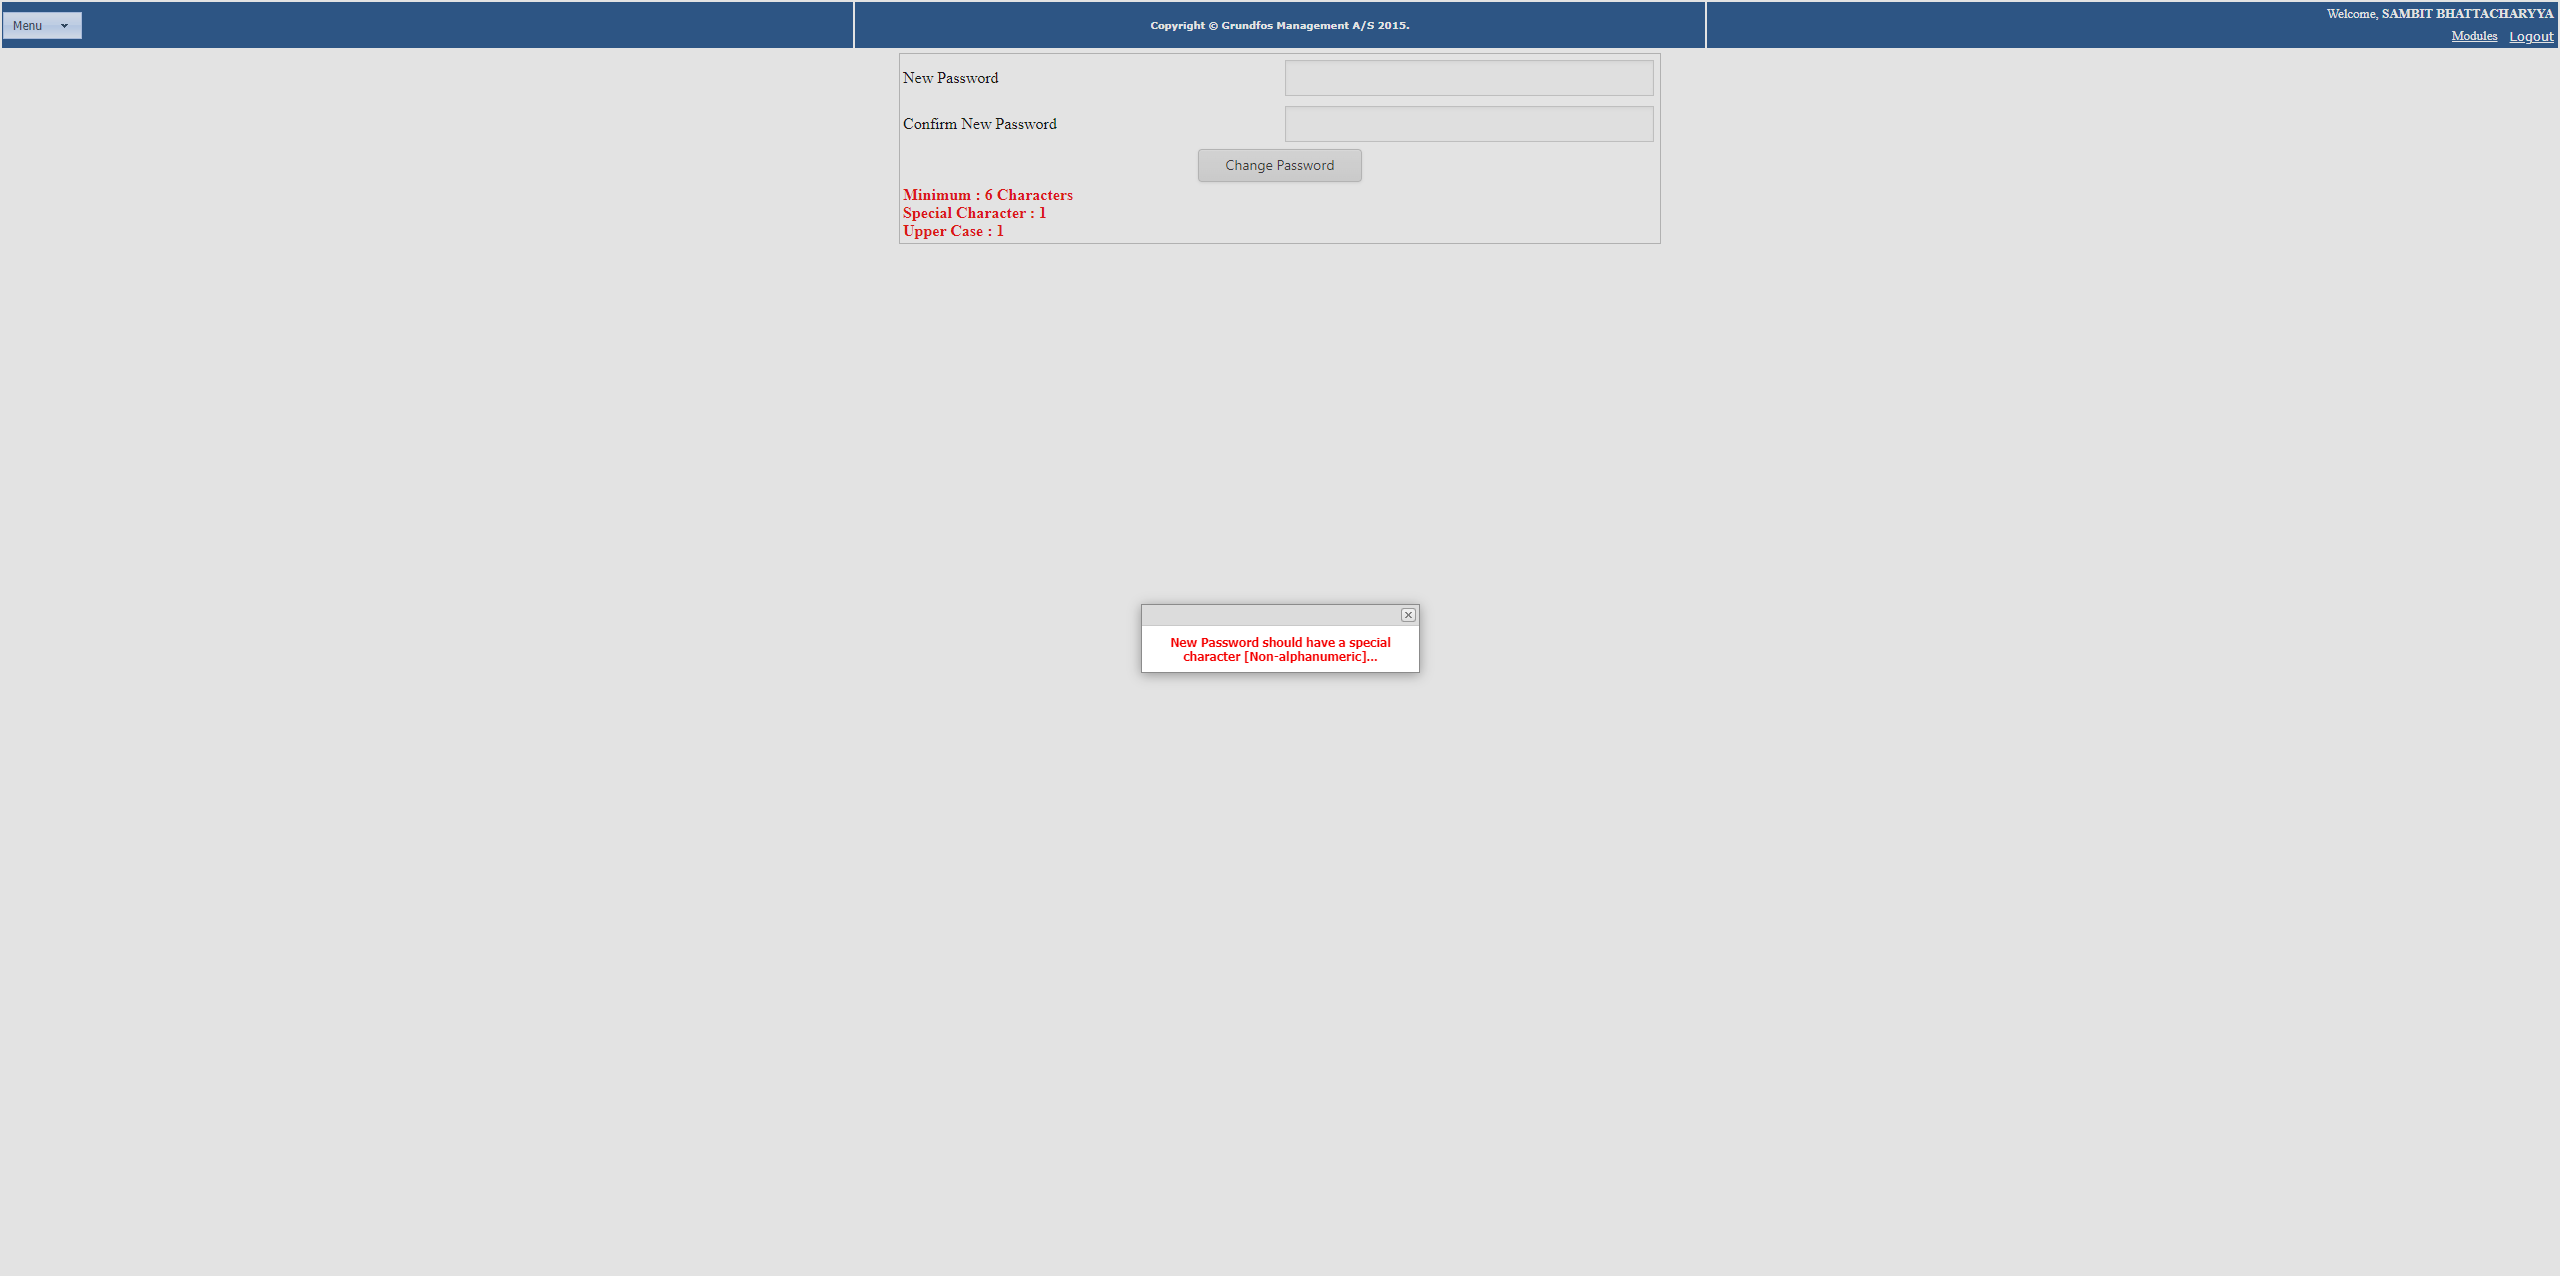 Menu
Copyright © Grundfos Management A/S 2015.
Welcome, SAMBIT BHATTACHARYYA
Modules Logout
New Password
Confirm New Password
Change Password
Minimum : 6 Characters
Special Character : 1
Upper Case : 1
New Password should have a special
character [Non-alphanumeric]...